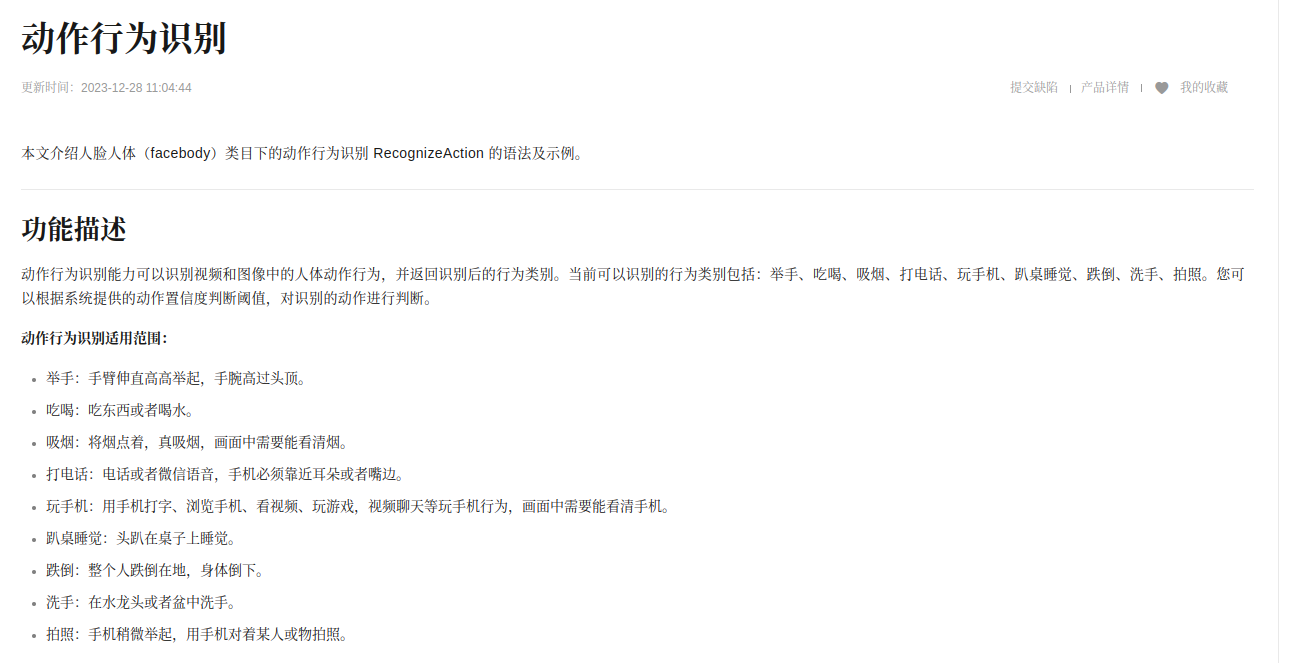 动作行为识别
更新时间：2023-12-28 11:04:44
提交缺陷 | 产品详情 | 我的收藏
本文介绍人脸人体（facebody）类目下的动作行为识别 RecognizeAction 的语法及示例。
功能描述
动作行为识别能力可以识别视频和图像中的人体动作行为，并返回识别后的行为类别。当前可以识别的行为类别包括：举手、吃喝、吸烟、打电话、玩手机、趴桌睡觉、跌倒、洗手、拍照。您可
以根据系统提供的动作置信度判断阈值，对识别的动作进行判断。
动作行为识别适用范围：
• 举手：手臂伸直高高举起，手腕高过头顶。
• 吃喝：吃东西或者喝水。
• 吸烟：将烟点着，真吸烟，画面中需要能看清烟。
• 打电话：电话或者微信语音，手机必须靠近耳朵或者嘴边。
• 玩手机：用手机打字、浏览手机、看视频、玩游戏，视频聊天等玩手机行为，画面中需要能看清手机。
• 趴桌睡觉：头趴在桌子上睡觉。
• 跌倒：整个人跌倒在地，身体倒下。
• 洗手：在水龙头或者盆中洗手。
• 拍照：手机稍微举起，用手机对着某人或物拍照。